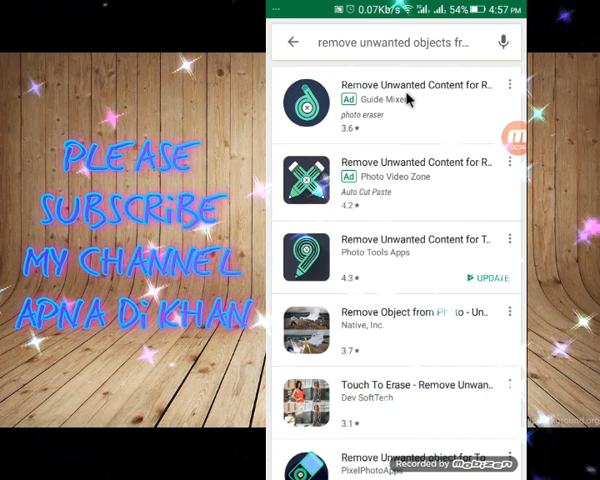 0.07Kb/s 54% 4:57 PM
remove unwanted objects fr...
Remove Unwanted Content for R..
Ad Guide Mixer
photo eraser
3.6★
Remove Unwanted Content for R..
Ad Photo Video Zone
Auto Cut Paste
4.2★
Remove Unwanted Content for T..
Photo Tools Apps
4.3★ UPDATE
Remove Object from Photo - Un..
Native, Inc.
3.7★
Touch To Erase - Remove Unwan..
Dev SoftTech
3.1★
Remove Unwanted object for To
PixelPhotoApps
Recorded by MOBIZEN
PLEASE
SUBSCRIBE
MY CHANNEL
APNA Di KHAN